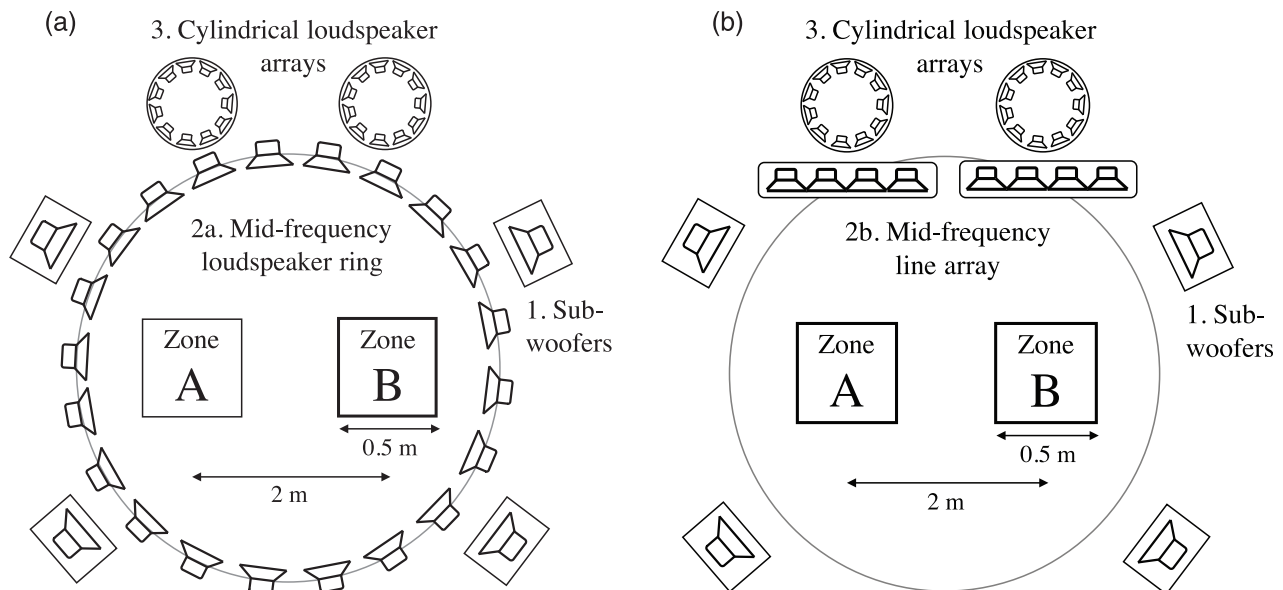 (a)
3. Cylindrical loudspeaker
arrays
2a. Mid-frequency
loudspeaker ring
1. Sub-
woofers
Zone
A
Zone
B
0.5 m
2 m
(b)
3. Cylindrical loudspeaker
arrays
2b. Mid-frequency
line array
1. Sub-
woofers
Zone
A
Zone
B
0.5 m
2 m